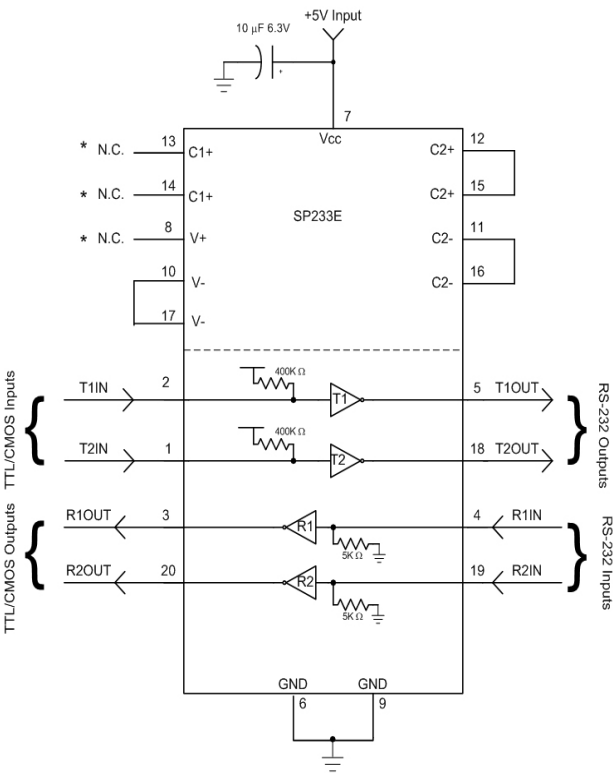 +5V Input
10 µF 6.3V
+
7
Vcc
* N.C. 13 C1+
C2+ 12
* N.C. 14 C1+
C2+ 15
SP233E
* N.C. 8 V+
C2- 11
10 V-
C2- 16
17 V-
TTL/CMOS Inputs
400K Ω
T1IN 2 T1 5 T1OUT
400K Ω
T2IN 1 T2 18 T2OUT
RS-232 Outputs
TTL/CMOS Outputs
R1OUT 3 R1 4 R1IN
5K Ω
R2OUT 20 R2 19 R2IN
5K Ω
RS-232 Inputs
GND GND
6 9